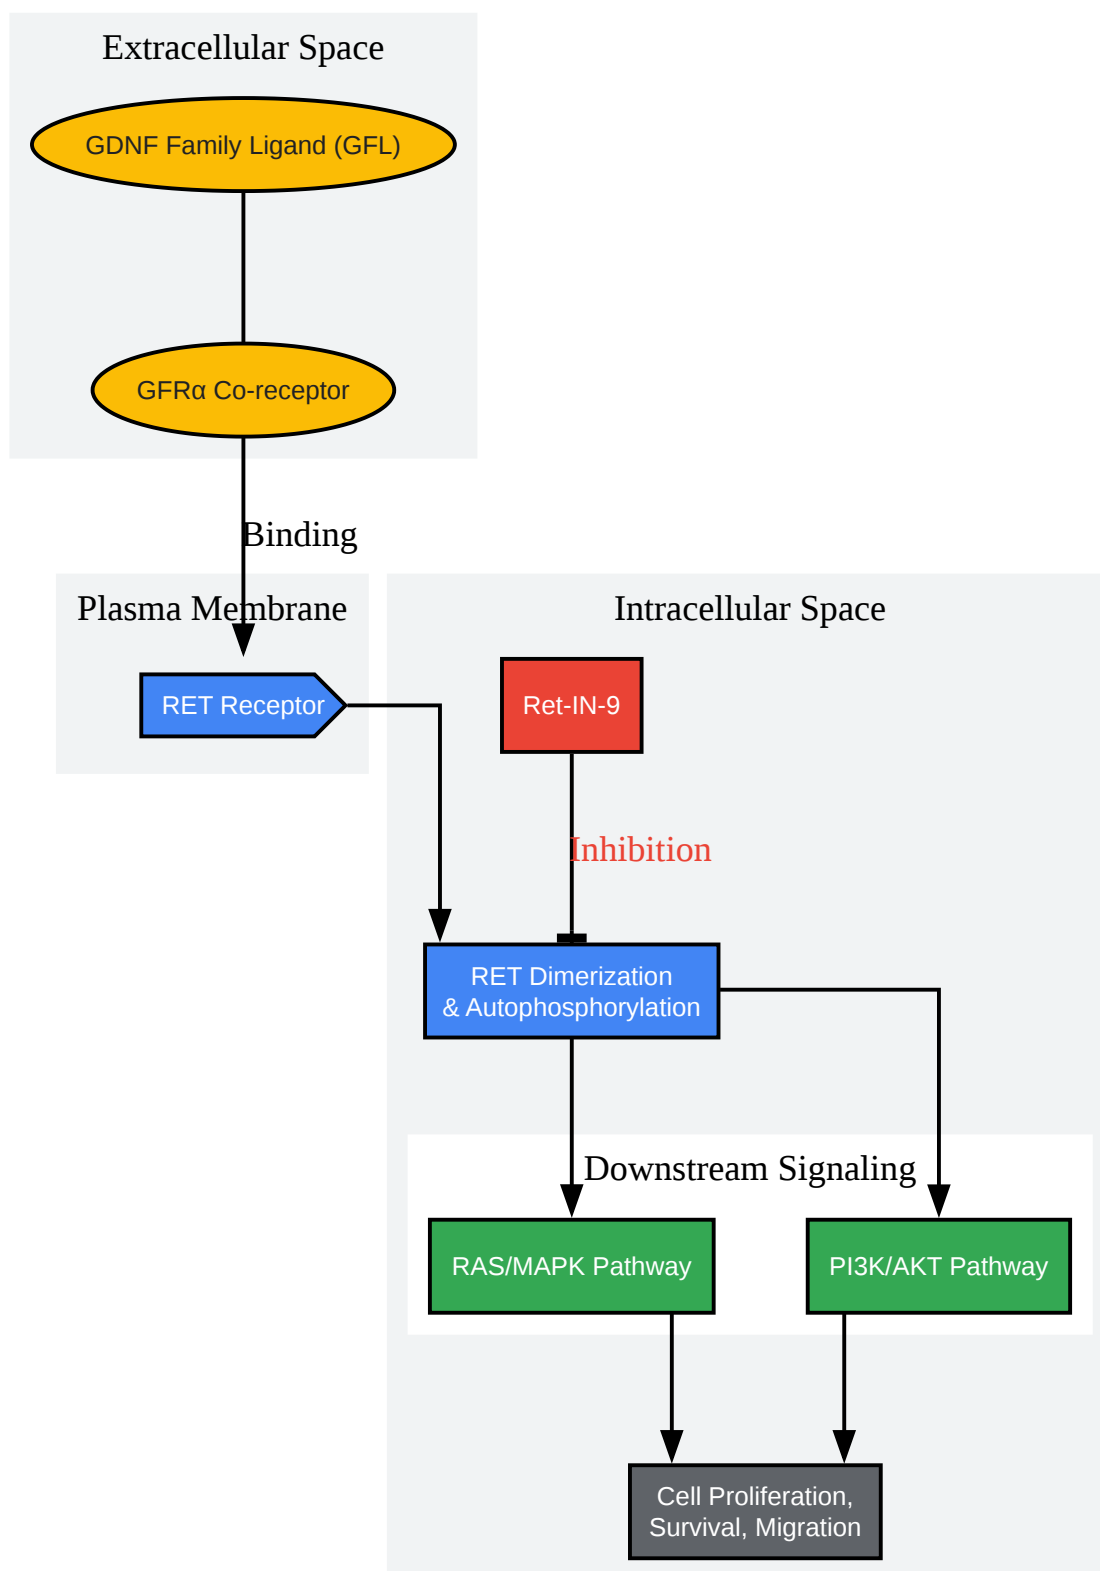 Extracellular Space
GDNF Family Ligand (GFL)
GFRα Co-receptor
Binding
Plasma Membrane
RET Receptor
Intracellular Space
Ret-IN-9
Inhibition
RET Dimerization
& Autophosphorylation
Downstream Signaling
RAS/MAPK Pathway
PI3K/AKT Pathway
Cell Proliferation,
Survival, Migration